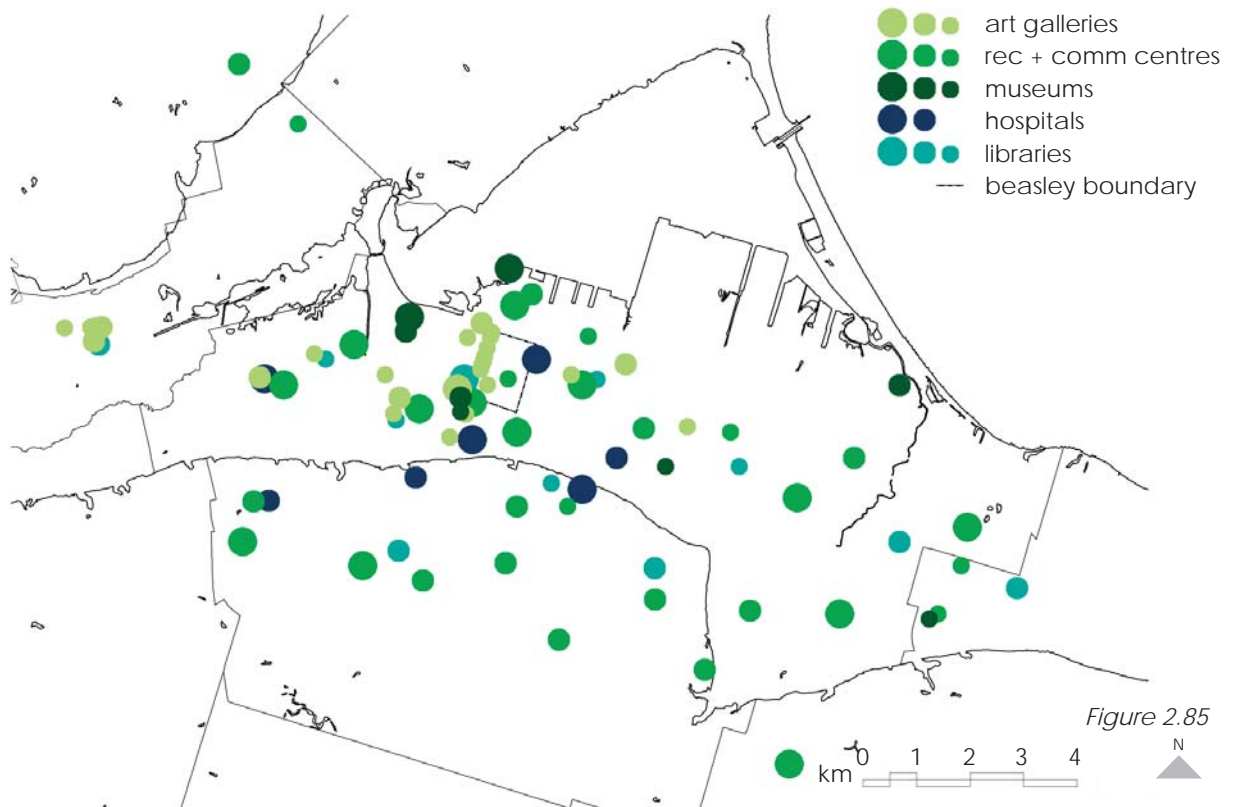 art galleries
rec + comm centres
museums
hospitals
libraries
beasley boundary
Figure 2.85
N
km 0 1 2 3 4